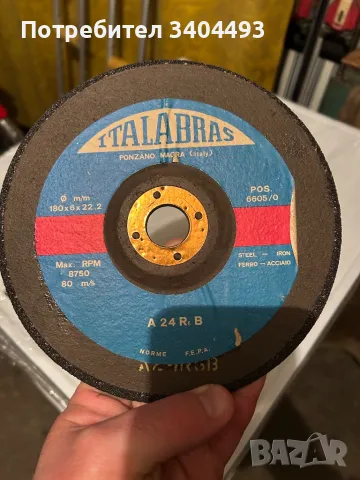 Потребител 3404493
ITALABRAS
PONZANO MAGRA (italy)
Ø m/m
180x6x22.2
POS.
6605/0
Max. RPM
8750
80 m/s
STEEL — IRON
FERRO — ACCIAIO
A 24 R B
NORME F.E.P.A.
BAZAR